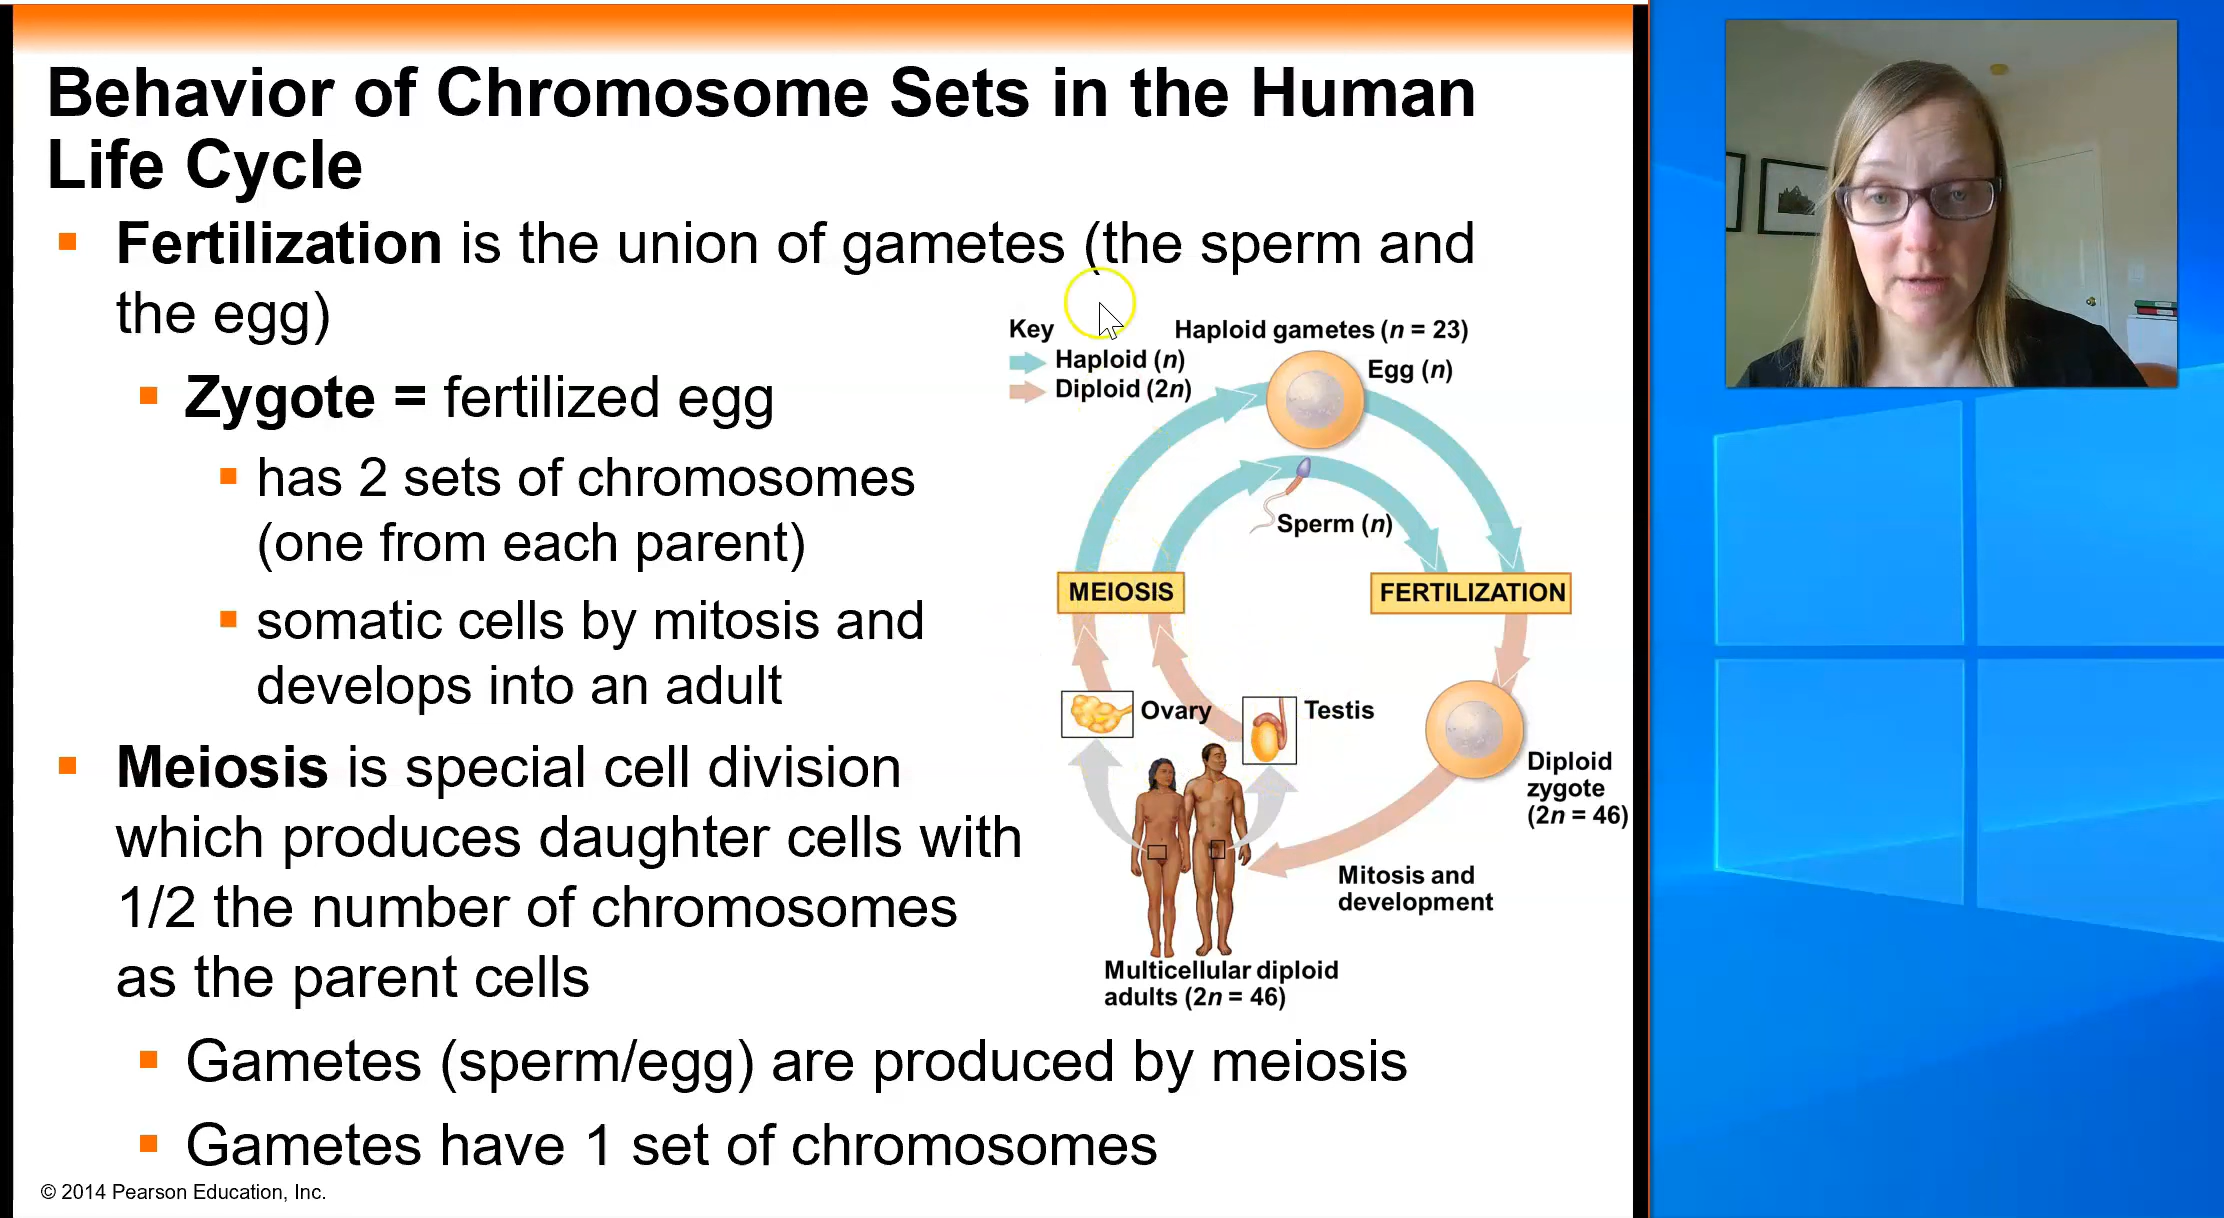 Behavior of Chromosome Sets in the Human
Life Cycle
Fertilization is the union of gametes (the sperm and
the egg)
Zygote = fertilized egg
has 2 sets of chromosomes
(one from each parent)
somatic cells by mitosis and
develops into an adult
Meiosis is special cell division
which produces daughter cells with
1/2 the number of chromosomes
as the parent cells
Gametes (sperm/egg) are produced by meiosis
Gametes have 1 set of chromosomes
Key
Haploid (n)
Diploid (2n)
Haploid gametes (n = 23)
Egg (n)
Sperm (n)
MEIOSIS
FERTILIZATION
Ovary
Testis
Diploid
zygote
(2n = 46)
Mitosis and
development
Multicellular diploid
adults (2n = 46)
© 2014 Pearson Education, Inc.